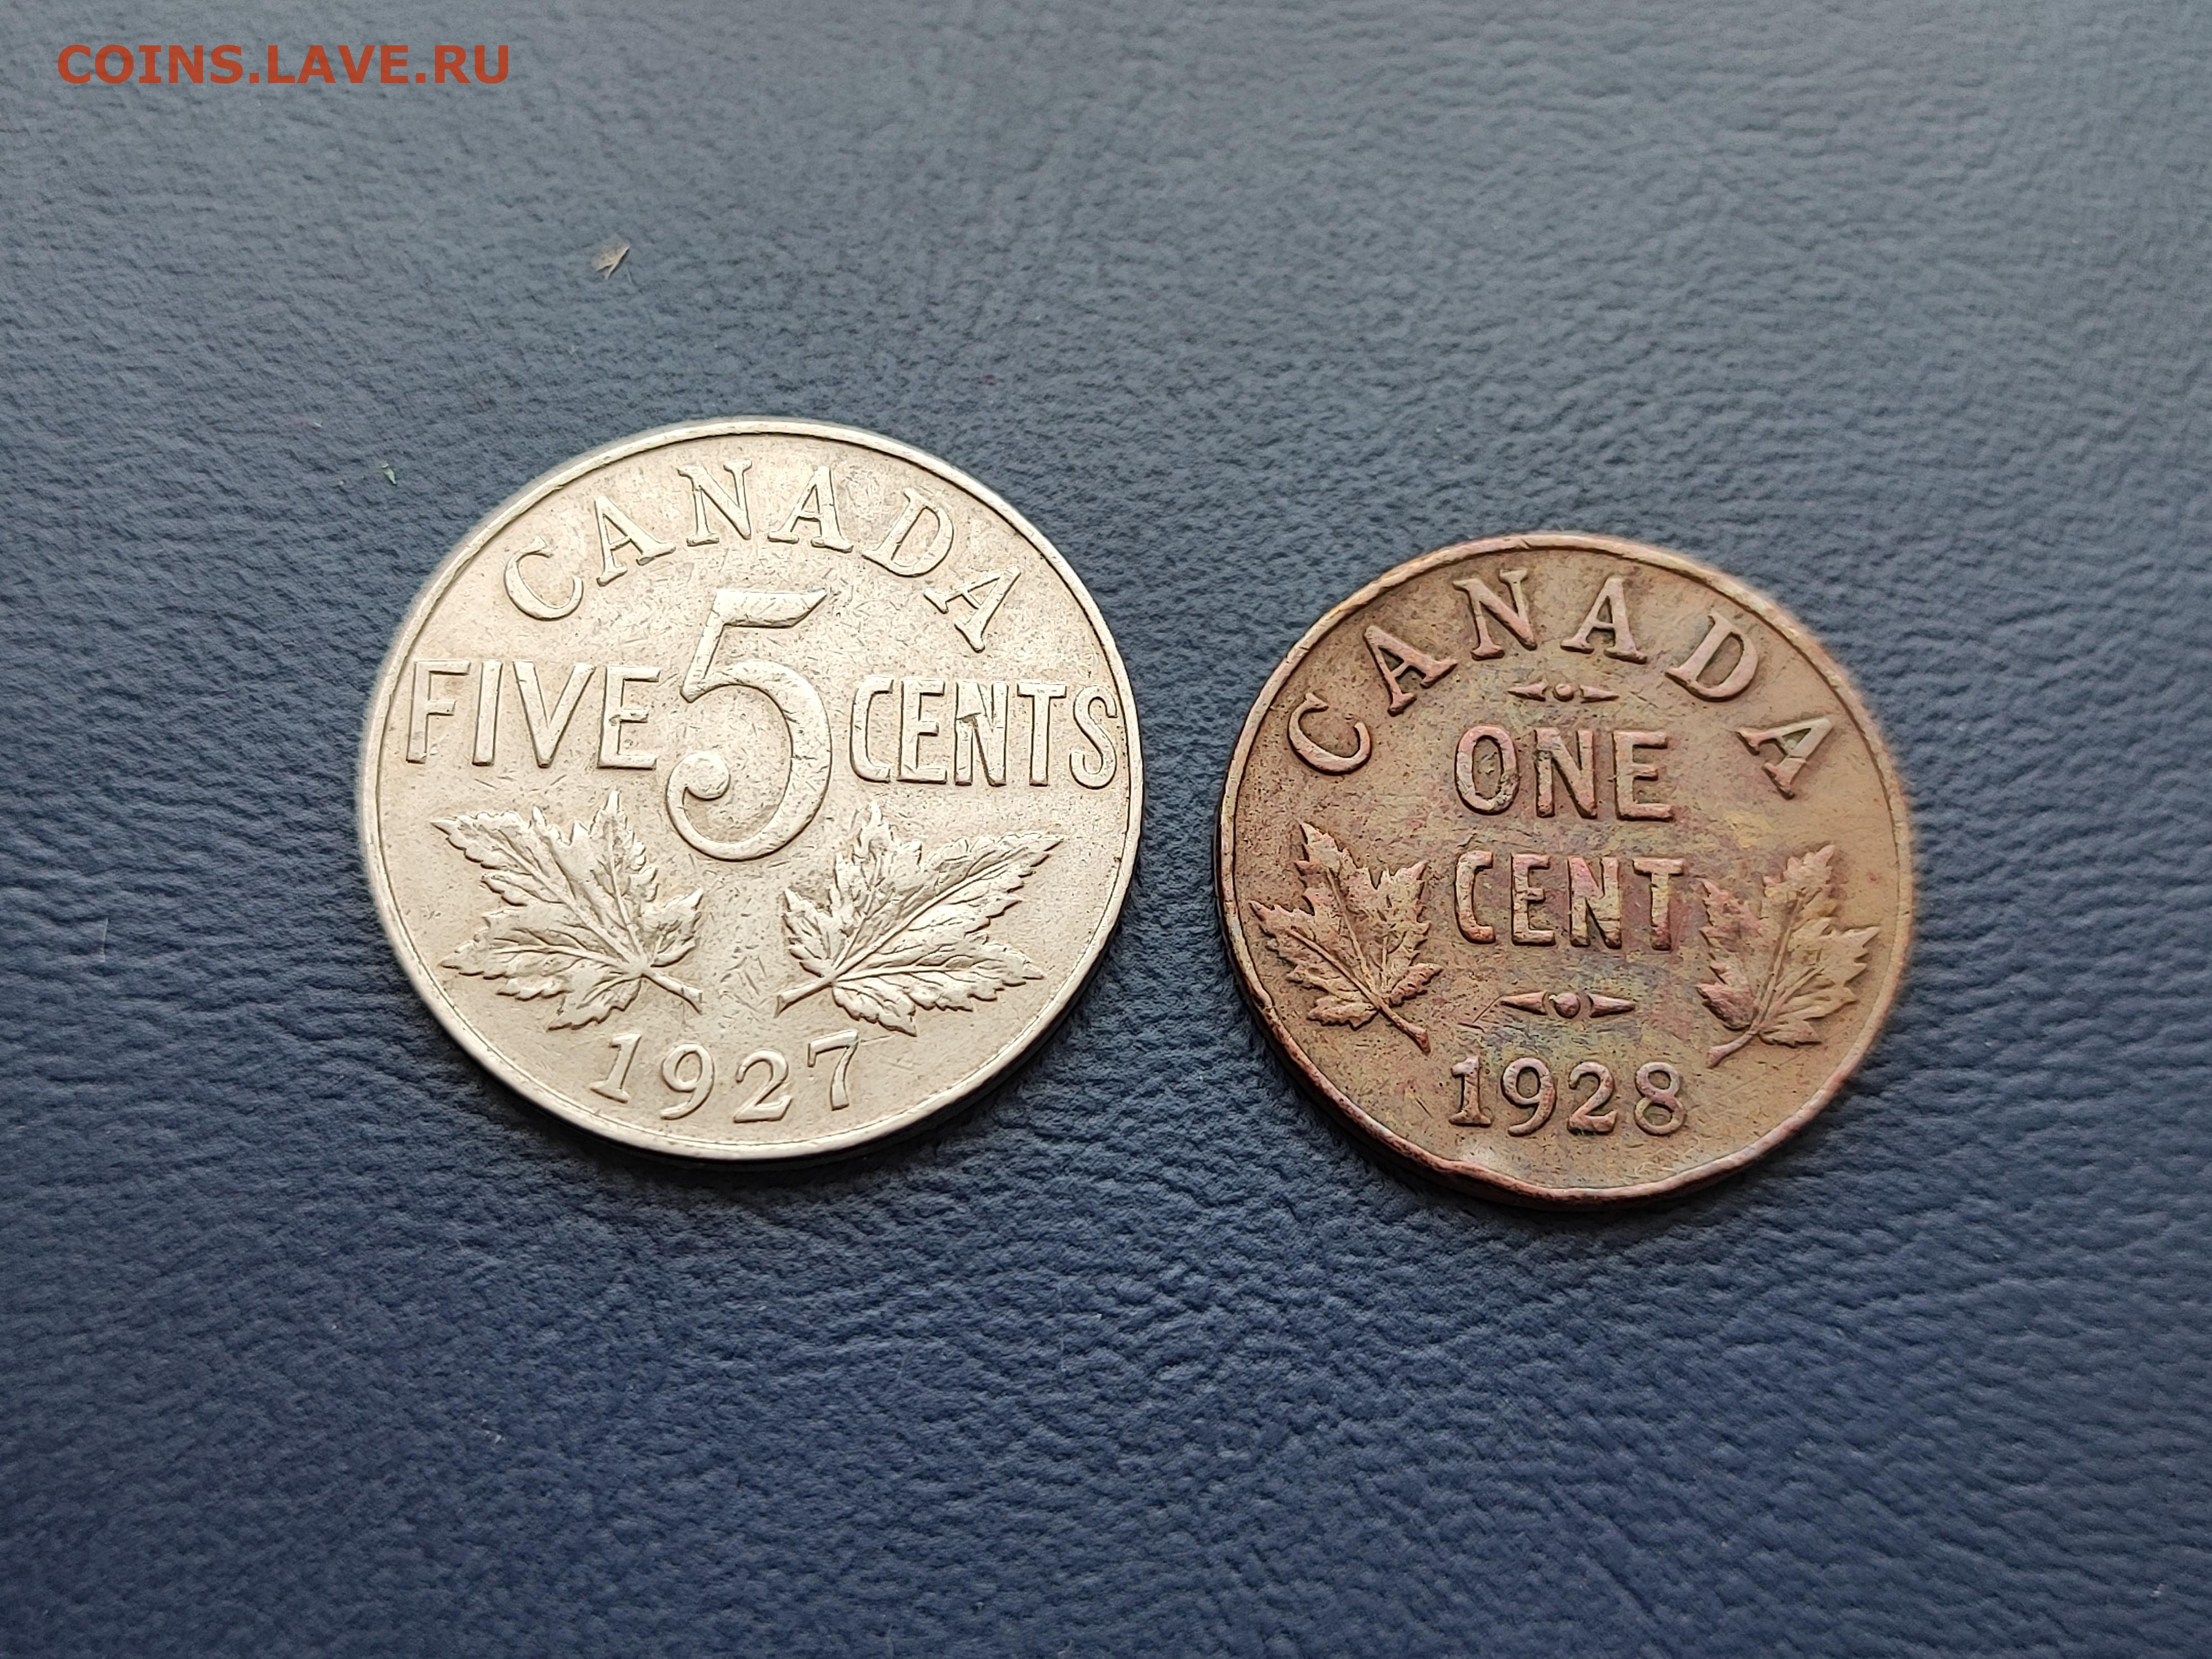 COINS.LAVE.RU
CANADA
FIVE 5 CENTS
1927
CANADA
ONE
CENT
1928